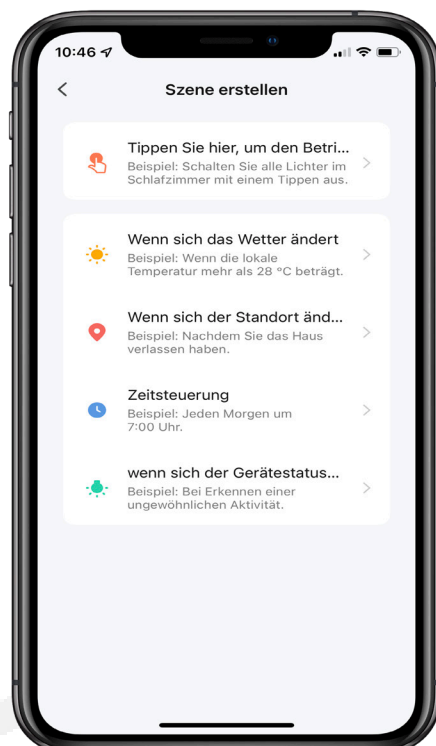 10:46
Szene erstellen
Tippen Sie hier, um den Betri...
Beispiel: Schalten Sie alle Lichter im
Schlafzimmer mit einem Tippen aus.
Wenn sich das Wetter ändert
Beispiel: Wenn die lokale
Temperatur mehr als 28 °C beträgt.
Wenn sich der Standort änd...
Beispiel: Nachdem Sie das Haus
verlassen haben.
Zeitsteuerung
Beispiel: Jeden Morgen um
7:00 Uhr.
wenn sich der Gerätestatus...
Beispiel: Bei Erkennen einer
ungewöhnlichen Aktivität.